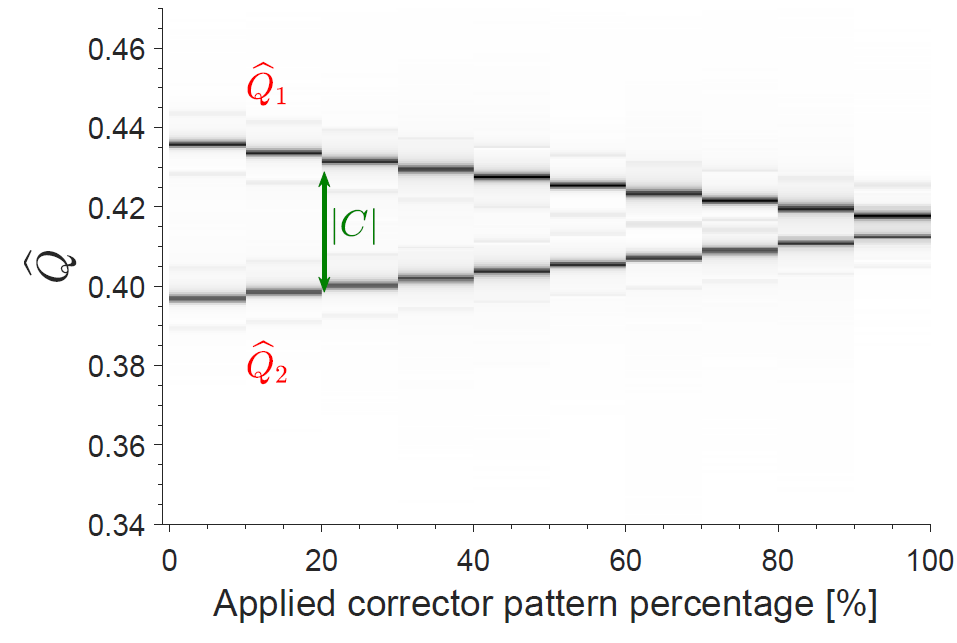 0.46
Q̂₁
0.44
0.42
|C|
Q̂
0.40
0.38
Q̂₂
0.36
0.34
0 20 40 60 80 100
Applied corrector pattern percentage [%]